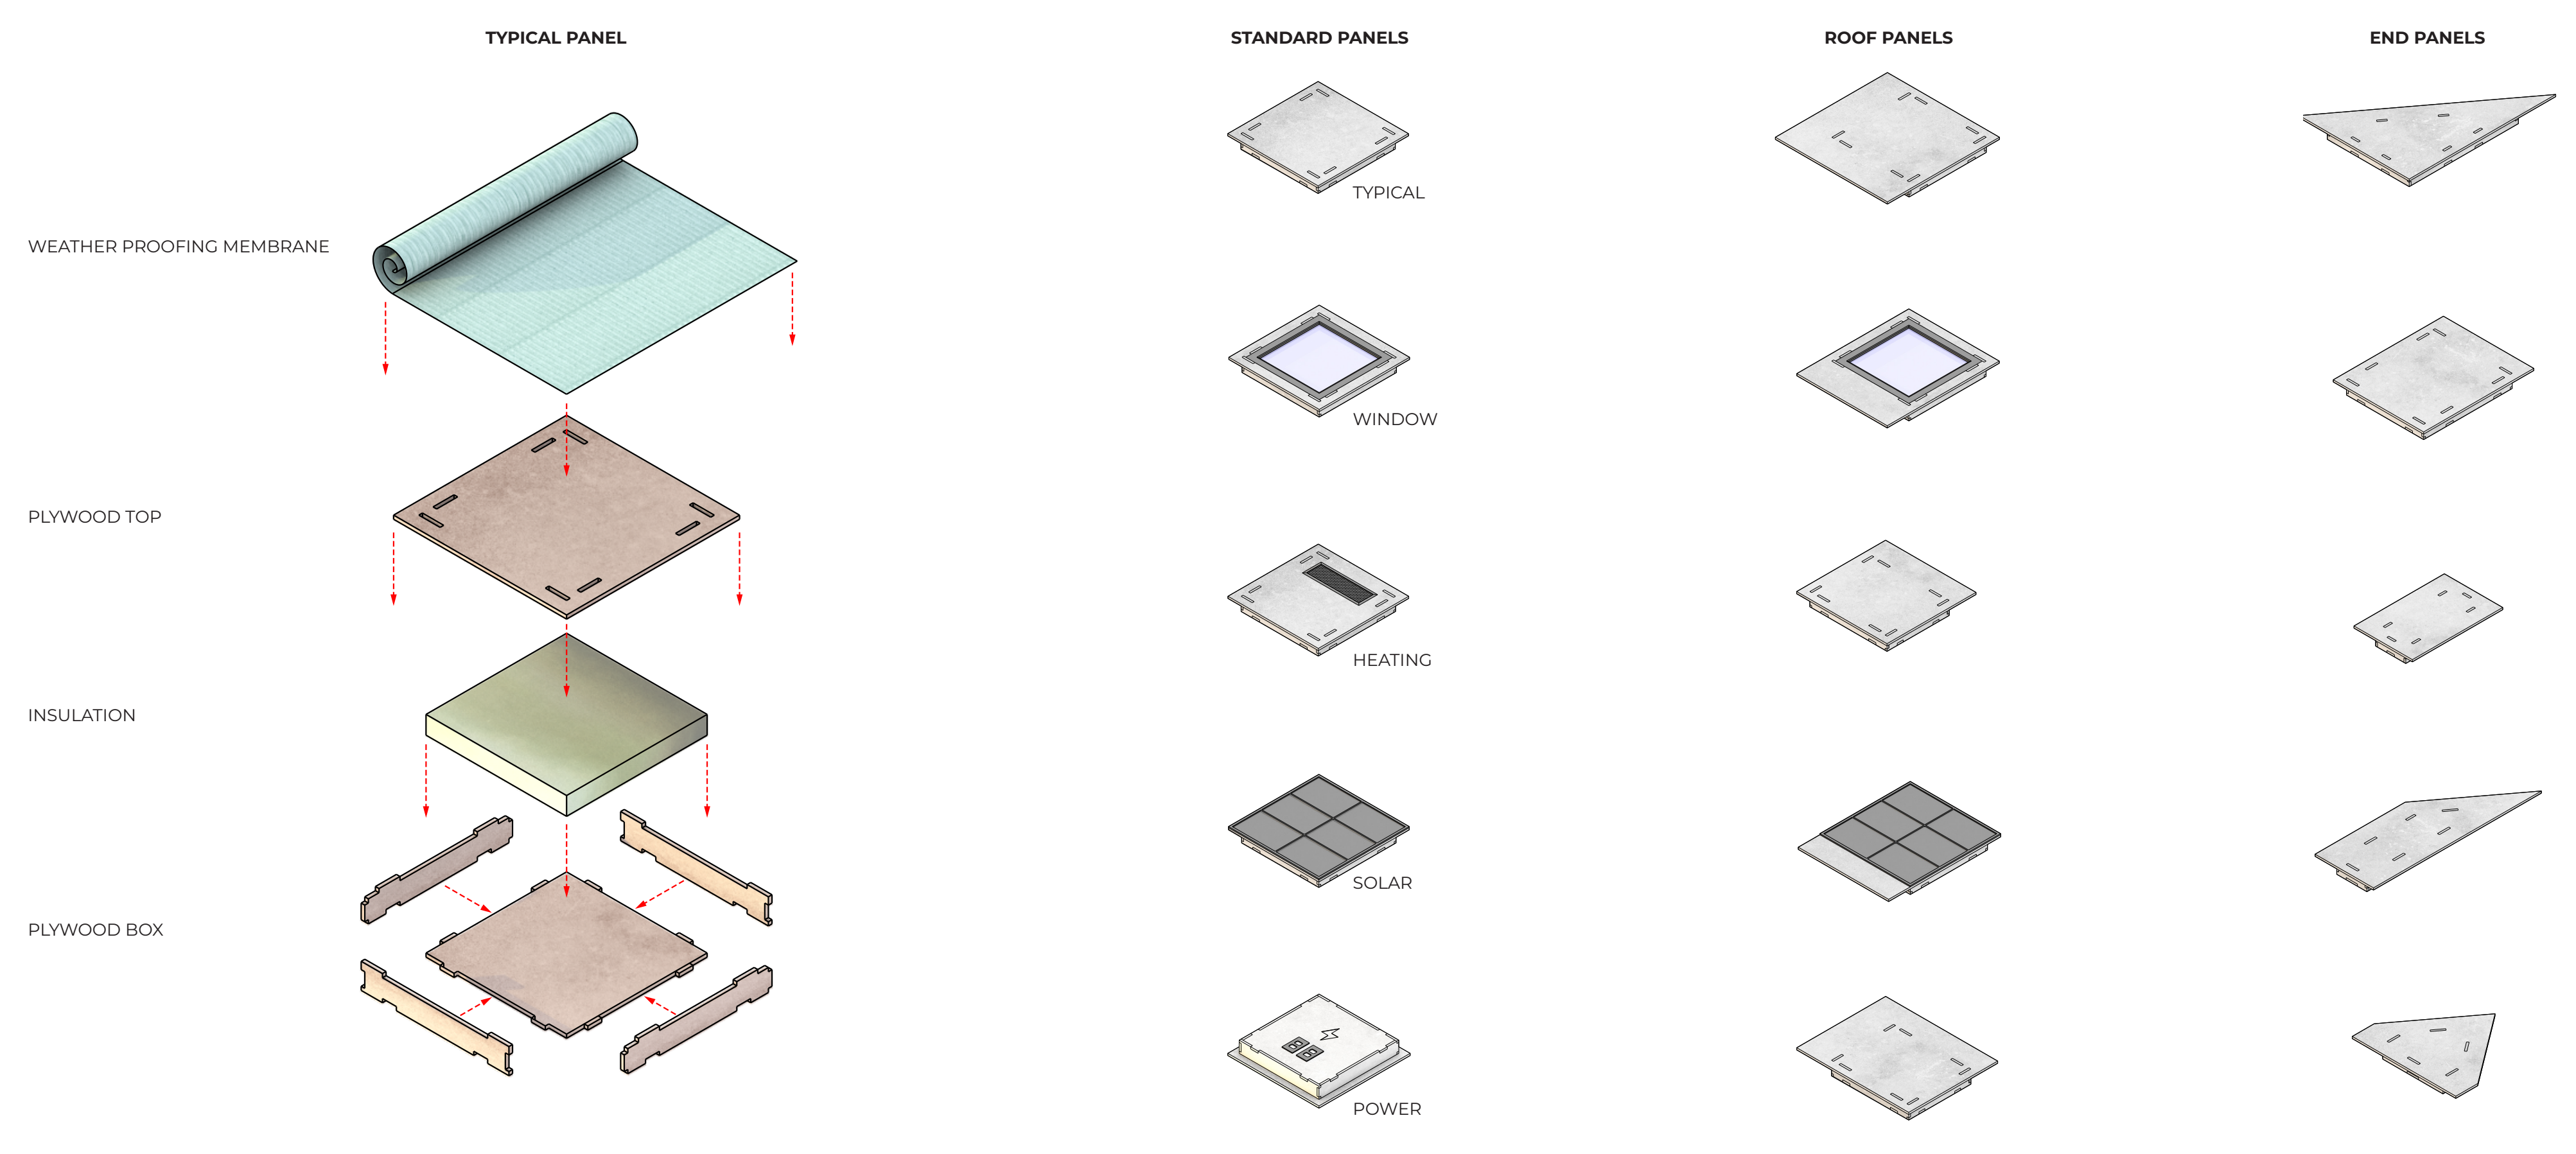 TYPICAL PANEL
STANDARD PANELS
ROOF PANELS
END PANELS
WEATHER PROOFING MEMBRANE
PLYWOOD TOP
INSULATION
PLYWOOD BOX
TYPICAL
WINDOW
HEATING
SOLAR
POWER